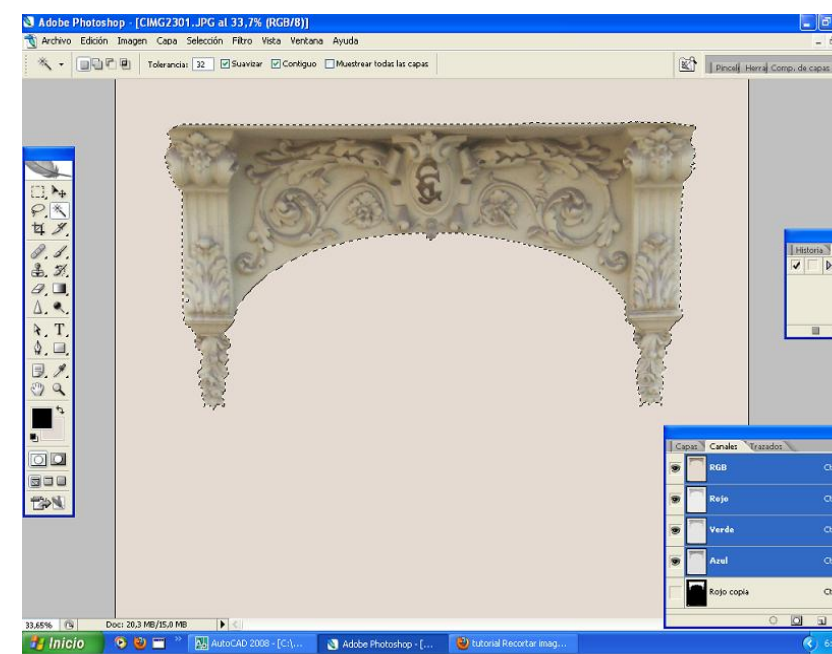 Adobe Photoshop - [CIMG2301.JPG al 33,7% (RGB/8)]
Archivo Edición Imagen Capa Selección Filtro Vista Ventana Ayuda
Tolerancia: 32 Suavizar Contiguo Muestrear todas las capas
Pincel Herra Comp. de capas
Historia
Capas Canales Trazados
RGB
Rojo
Verde
Azul
Rojo copia
33,65% Doc: 20,3 MB/15,0 MB
Inicio AutoCAD 2008 - [C:\... Adobe Photoshop - [... tutorial Recortar imag...